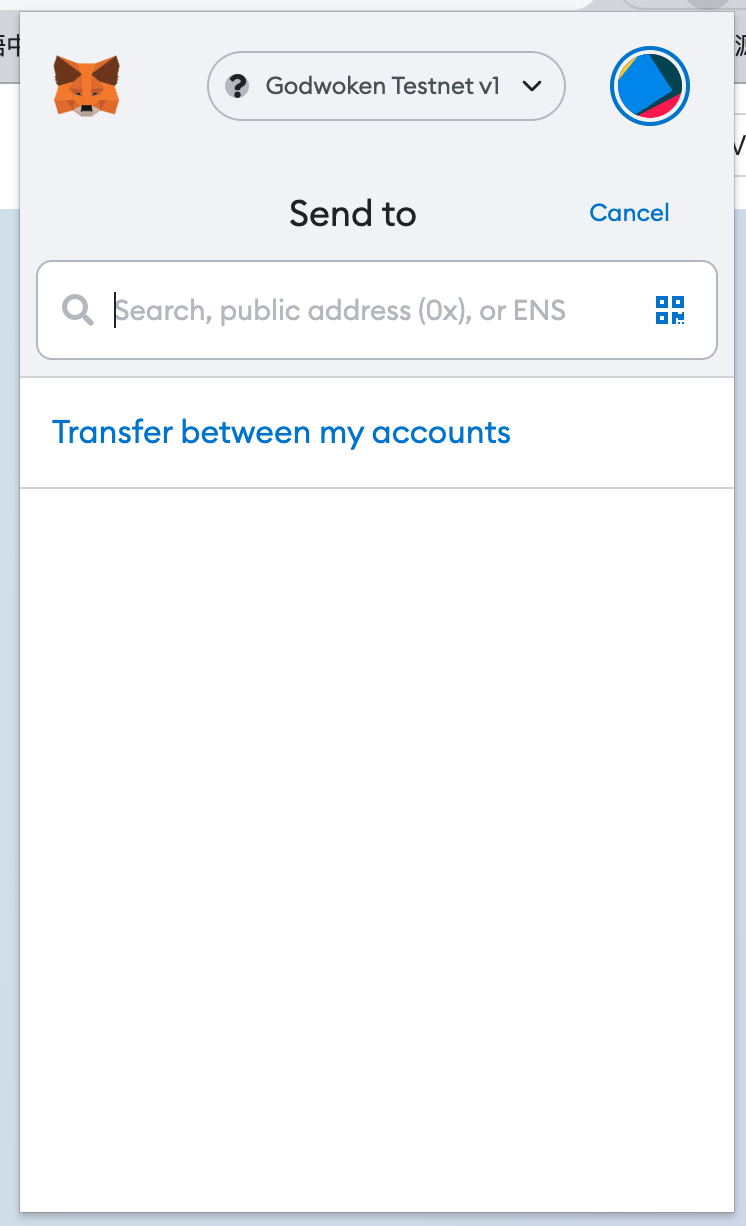 Godwoken Testnet v1
Send to
Cancel
Search, public address (0x), or ENS
Transfer between my accounts